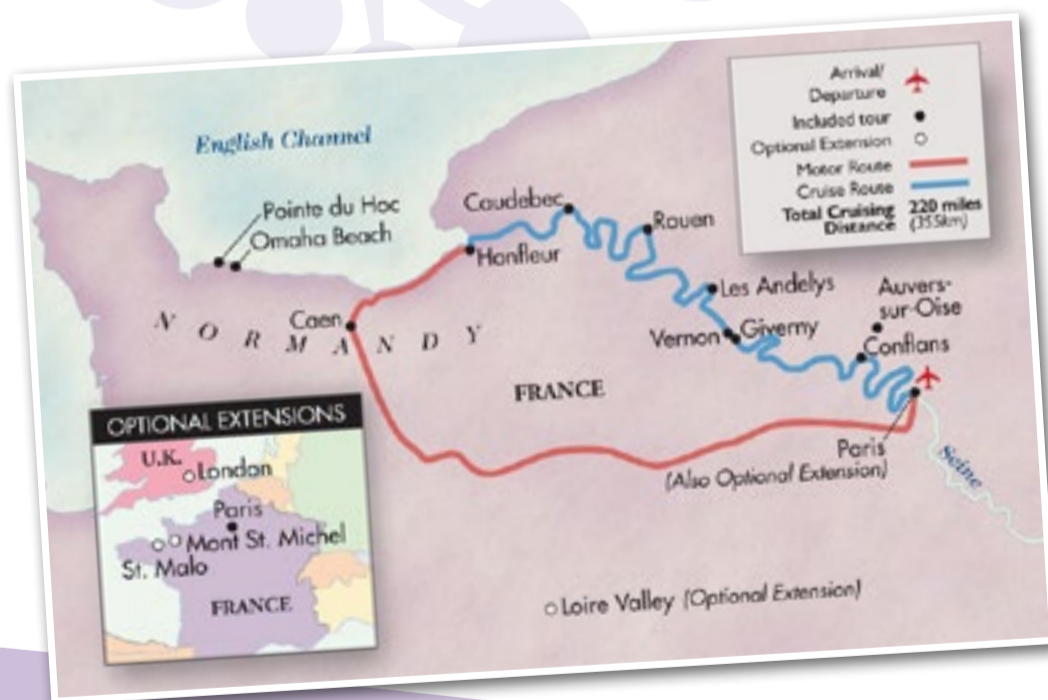 English Channel
Pointe du Hoc
Omaha Beach
Caudebec
Honfleur
Rouen
Les Andelys
Vernon
Giverny
Auvers-
sur-Oise
Conflans
Caen
NORMANDY
FRANCE
Paris
(Also Optional Extension)
Seine
Loire Valley (Optional Extension)
Arrival/
Departure
Included tour
Optional Extension
Motor Route
Cruise Route
Total Cruising 220 miles
Distance (355km)
OPTIONAL EXTENSIONS
U.K.
London
Paris
Mont St. Michel
St. Malo
FRANCE